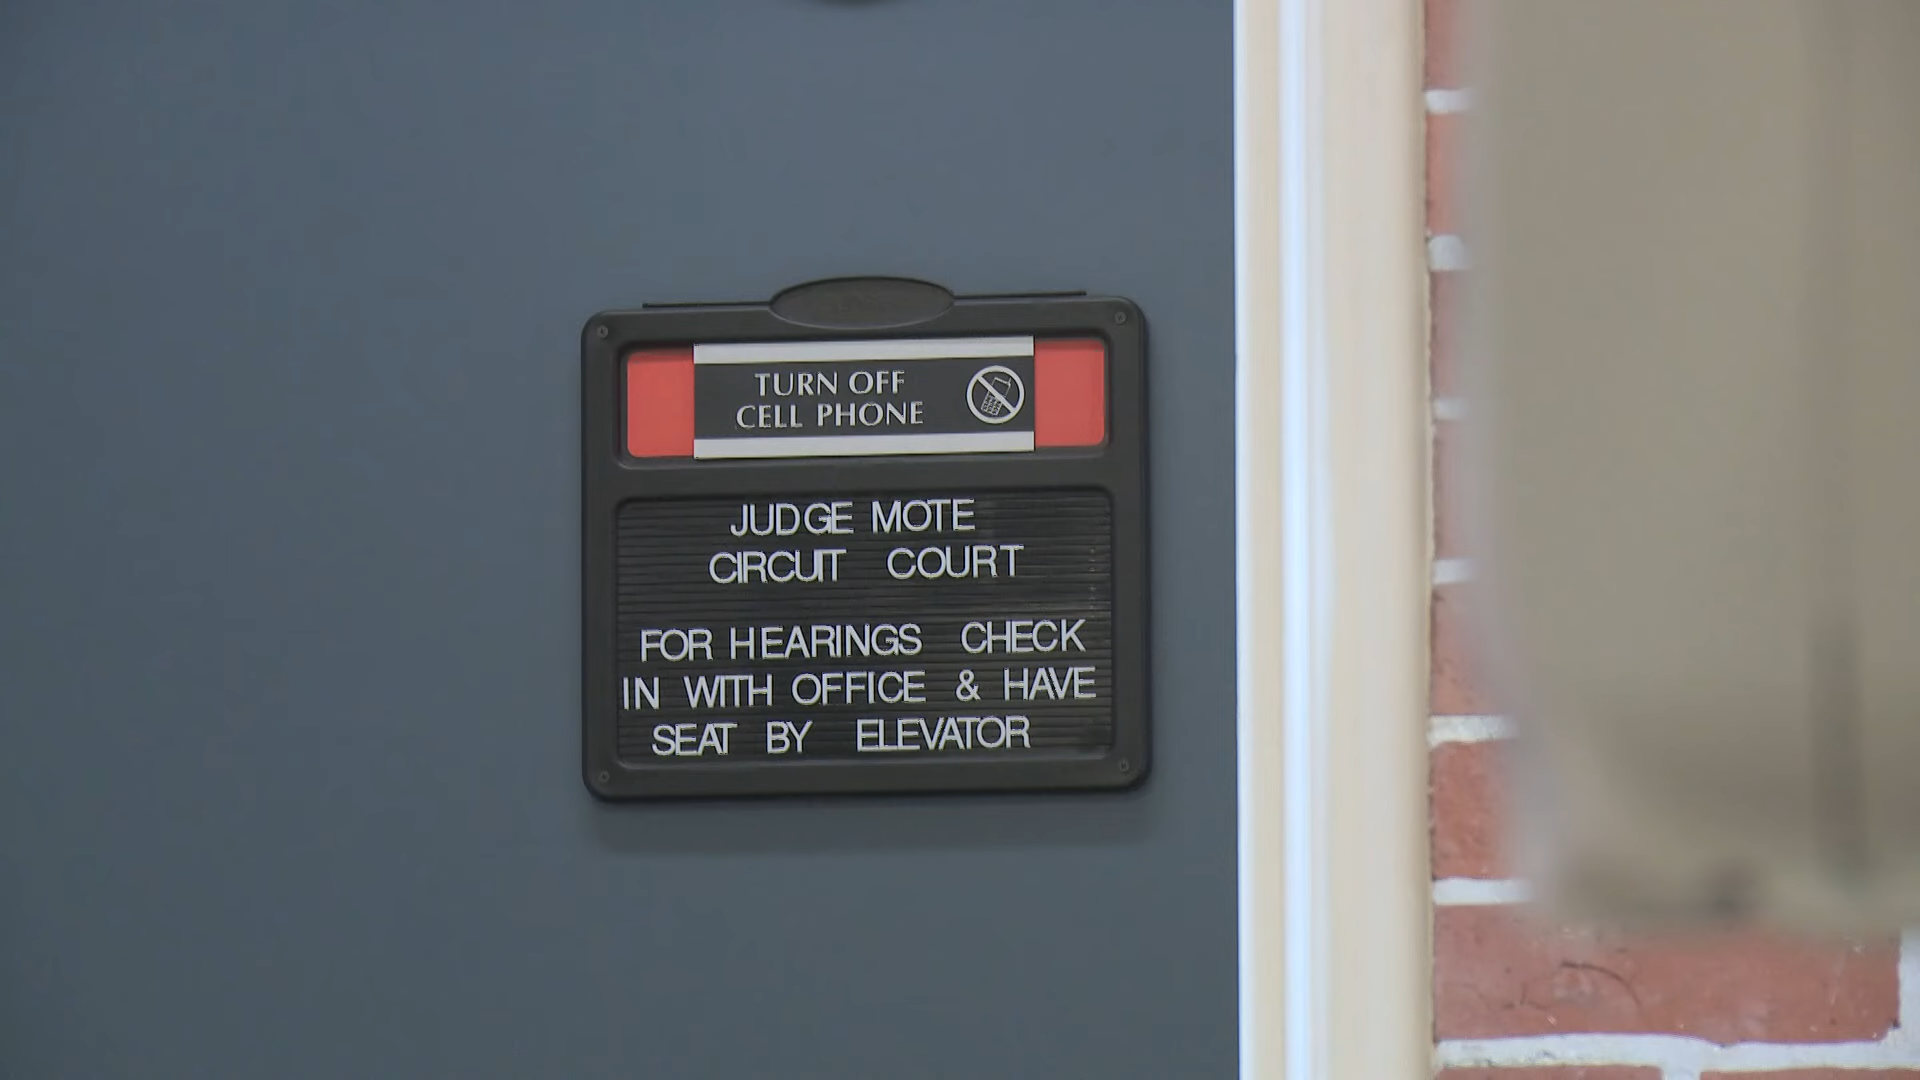 TURN OFF
CELL PHONE
JUDGE MOTE
CIRCUIT COURT
FOR HEARINGS CHECK
IN WITH OFFICE & HAVE
SEAT BY ELEVATOR